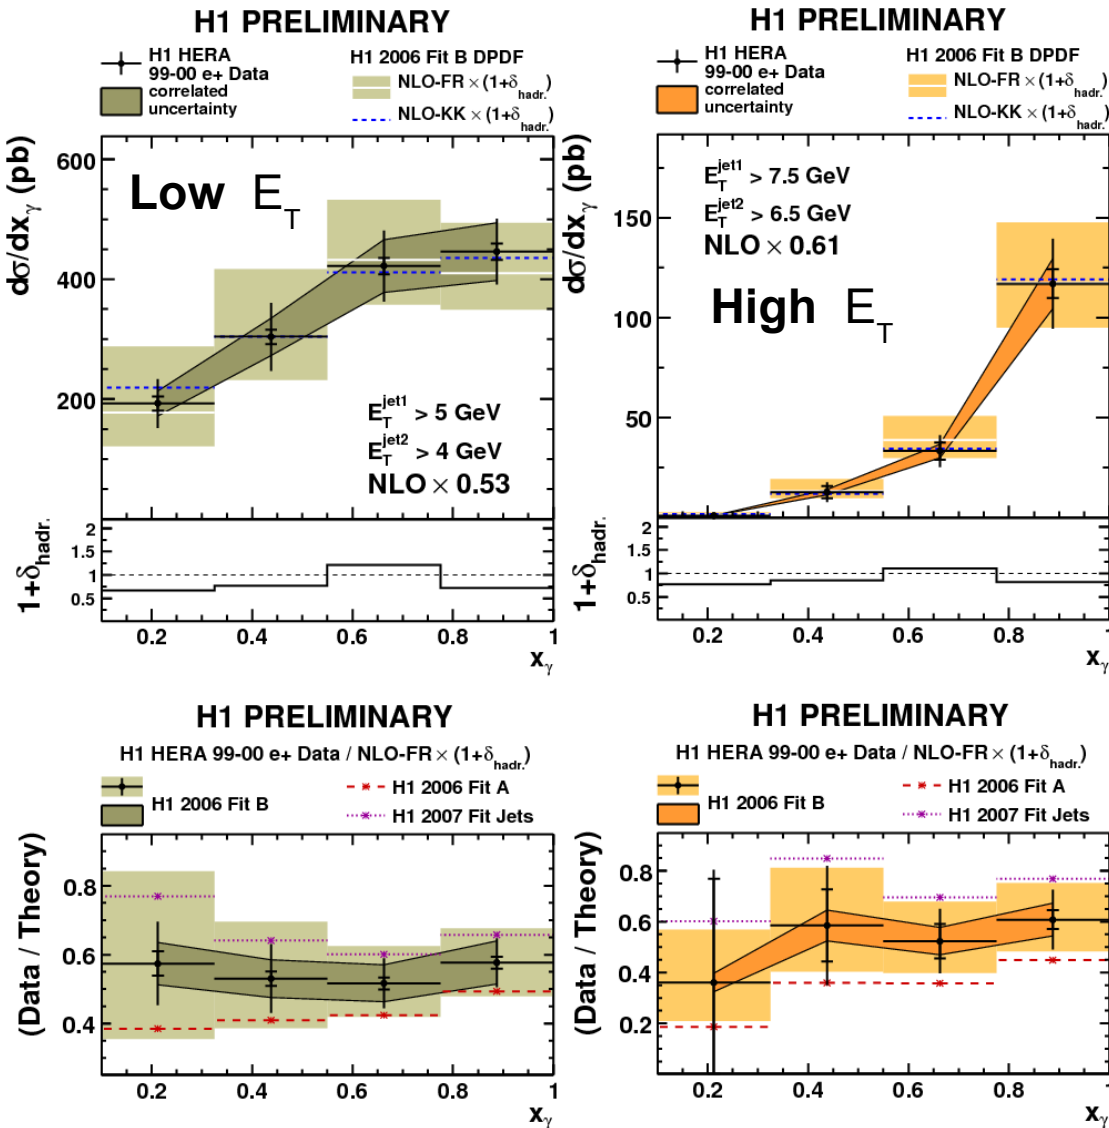 H1 PRELIMINARY
H1 HERA
99-00 e+ Data
correlated
uncertainty
H1 2006 Fit B DPDF
NLO-FR × (1+δhadr.)
NLO-KK × (1+δhadr.)
dσ/dxγ (pb)
600
400
200
Low ET
ETjet1 > 5 GeV
ETjet2 > 4 GeV
NLO × 0.53
1+δhadr.
2
1.5
1
0.5
0.2 0.4 0.6 0.8 1
xγ
H1 PRELIMINARY
H1 HERA
99-00 e+ Data
correlated
uncertainty
H1 2006 Fit B DPDF
NLO-FR × (1+δhadr.)
NLO-KK × (1+δhadr.)
dσ/dxγ (pb)
150
100
50
ETjet1 > 7.5 GeV
ETjet2 > 6.5 GeV
NLO × 0.61
High ET
1+δhadr.
2
1.5
1
0.5
0.2 0.4 0.6 0.8 1
xγ
H1 PRELIMINARY
H1 HERA 99-00 e+ Data / NLO-FR × (1+δhadr.)
H1 2006 Fit B
H1 2006 Fit A
H1 2007 Fit Jets
(Data / Theory)
0.8
0.6
0.4
0.2 0.4 0.6 0.8 1
xγ
H1 PRELIMINARY
H1 HERA 99-00 e+ Data / NLO-FR × (1+δhadr.)
H1 2006 Fit B
H1 2006 Fit A
H1 2007 Fit Jets
(Data / Theory)
0.8
0.6
0.4
0.2
0.2 0.4 0.6 0.8 1
xγ